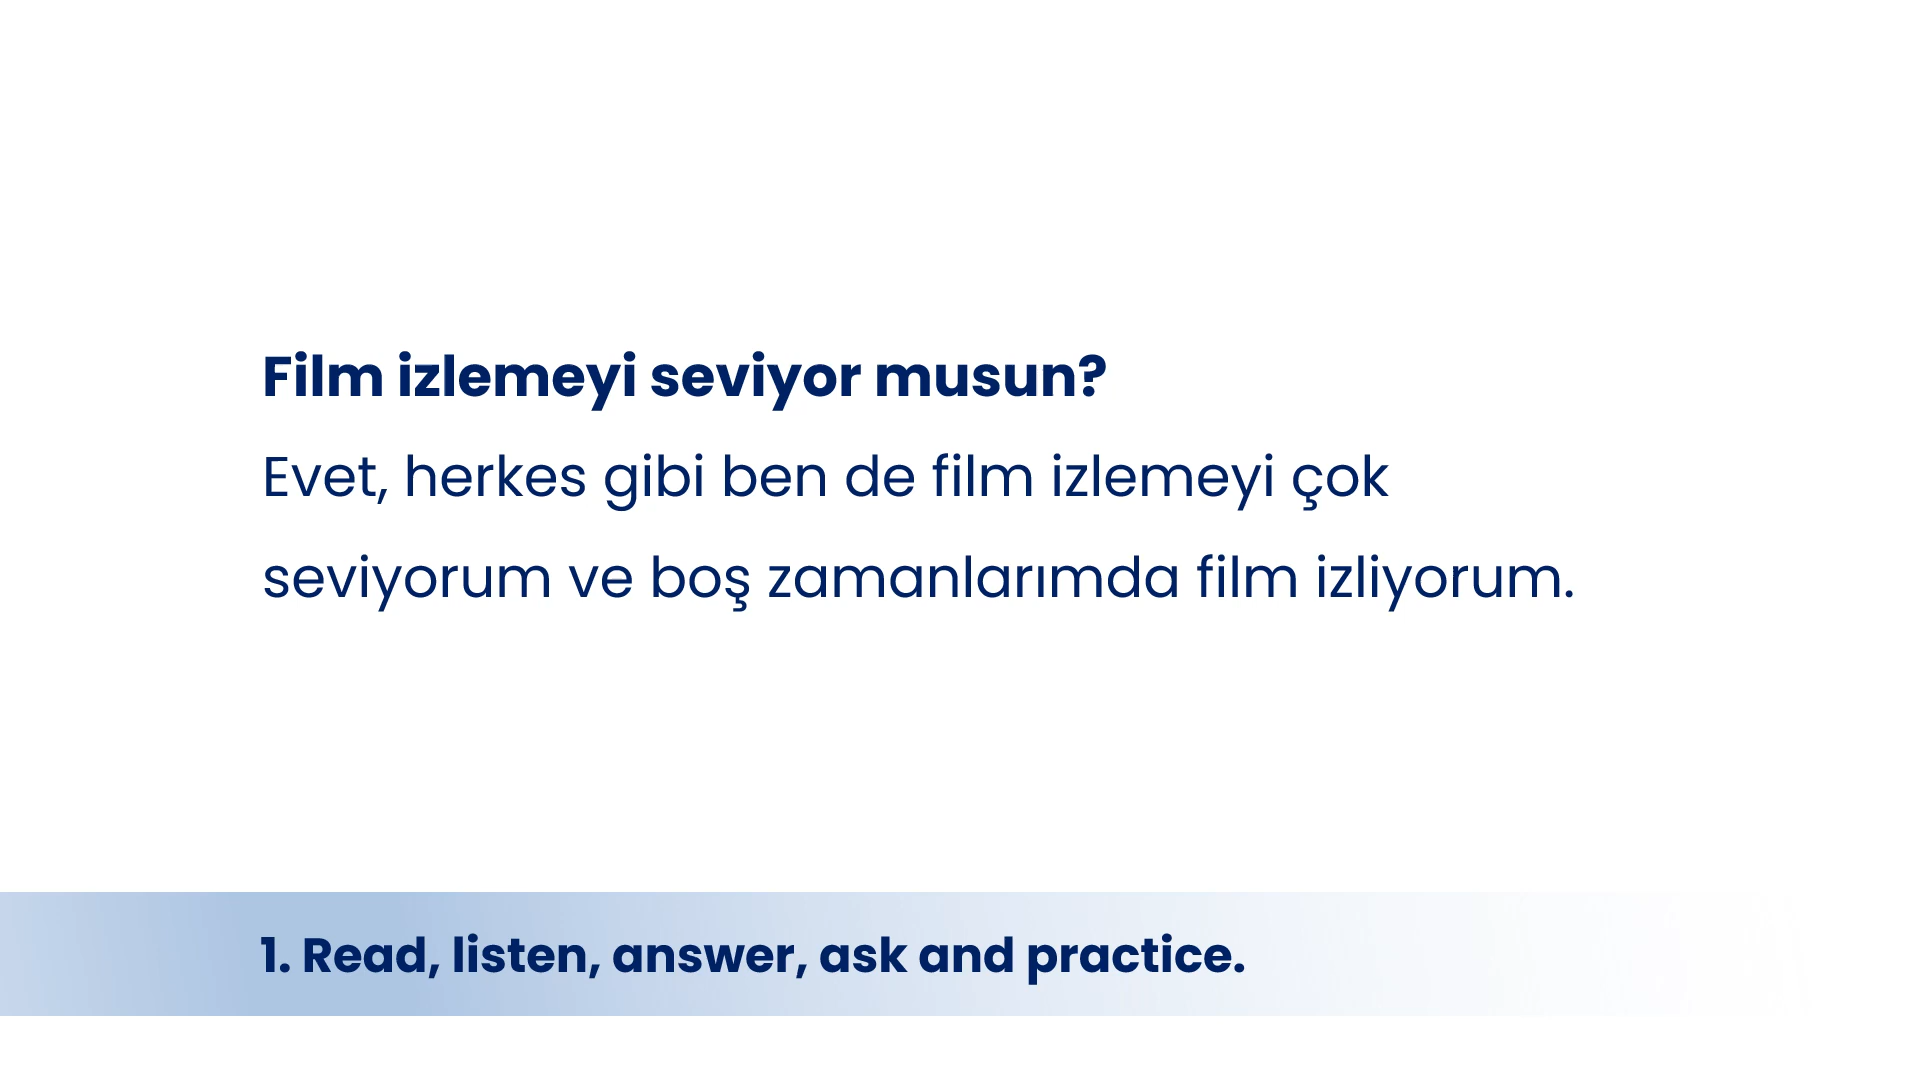 Film izlemeyi seviyor musun?
Evet, herkes gibi ben de film izlemeyi çok
seviyorum ve boş zamanlarımda film izliyorum.
1. Read, listen, answer, ask and practice.